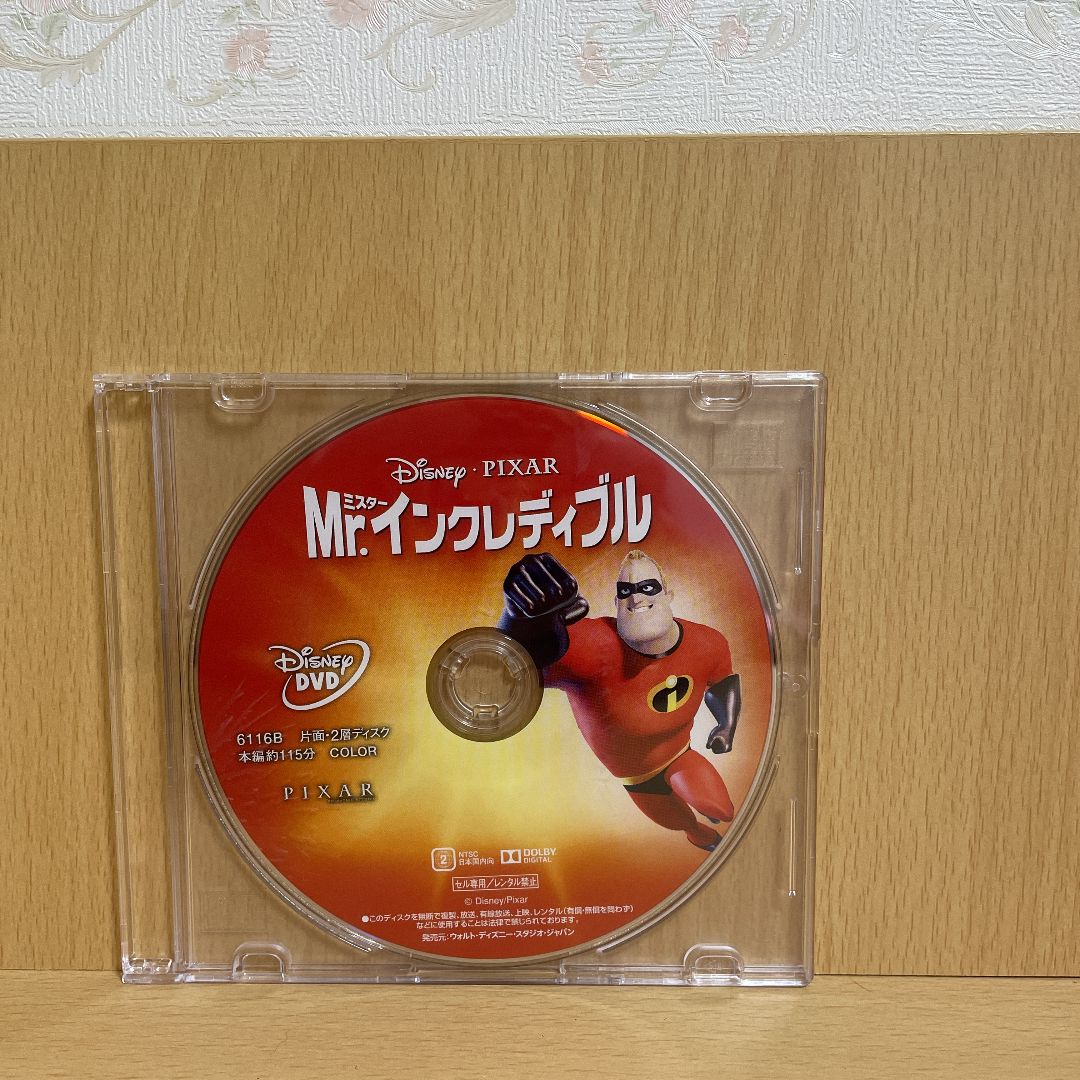 Disney · PIXAR
ミスター
Mr.インクレディブル
Disney
DVD
6116B 片面・2層ディスク
本編約115分 COLOR
PIXAR
2 NTSC
日本国内向
DOLBY
DIGITAL
セル専用/レンタル禁止
© Disney/Pixar
●このディスクを無断で複製、放送、有線放送、上映、レンタル(有償・無償を問わず)
などに使用することは法律で禁じられております。
発売元:ウォルト・ディズニー・スタジオ・ジャパン